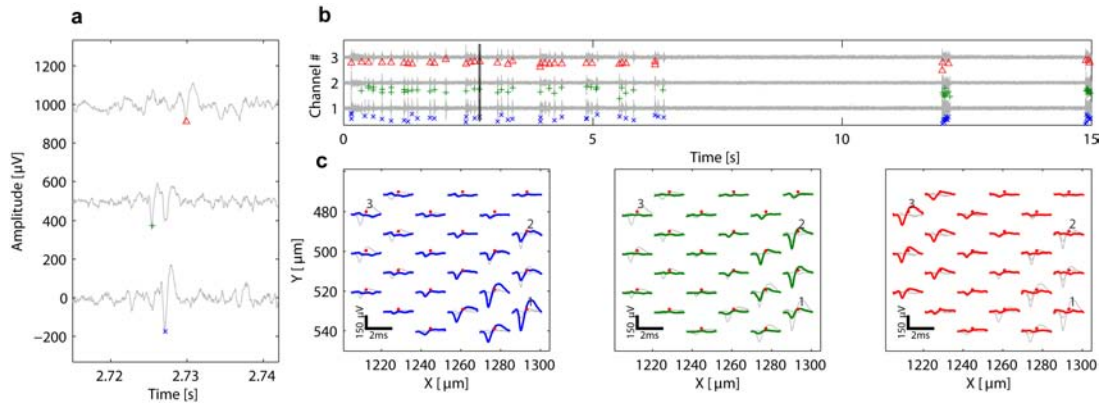 a
Amplitude [µV]
1200
1000
800
600
400
200
0
−200
2.72
2.73
2.74
Time [s]
b
Channel #
3
2
1
0
5
10
15
Time [s]
c
Y [µm]
480
500
520
540
3
2
1
150 µV
2ms
1220 1240 1260 1280 1300
X [µm]
3
2
1
150 µV
2ms
1220 1240 1260 1280 1300
X [µm]
3
2
1
150 µV
2ms
1220 1240 1260 1280 1300
X [µm]